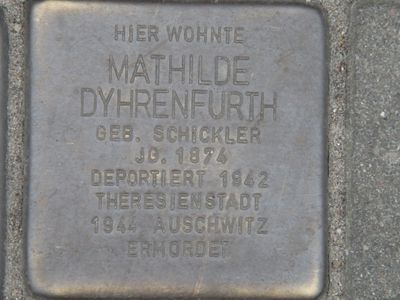 HIER WOHNTE
MATHILDE
DYHRENFURTH
GEB. SCHICKLER
JG. 1874
DEPORTIERT 1942
THERESIENSTADT
1944 AUSCHWITZ
ERMORDET